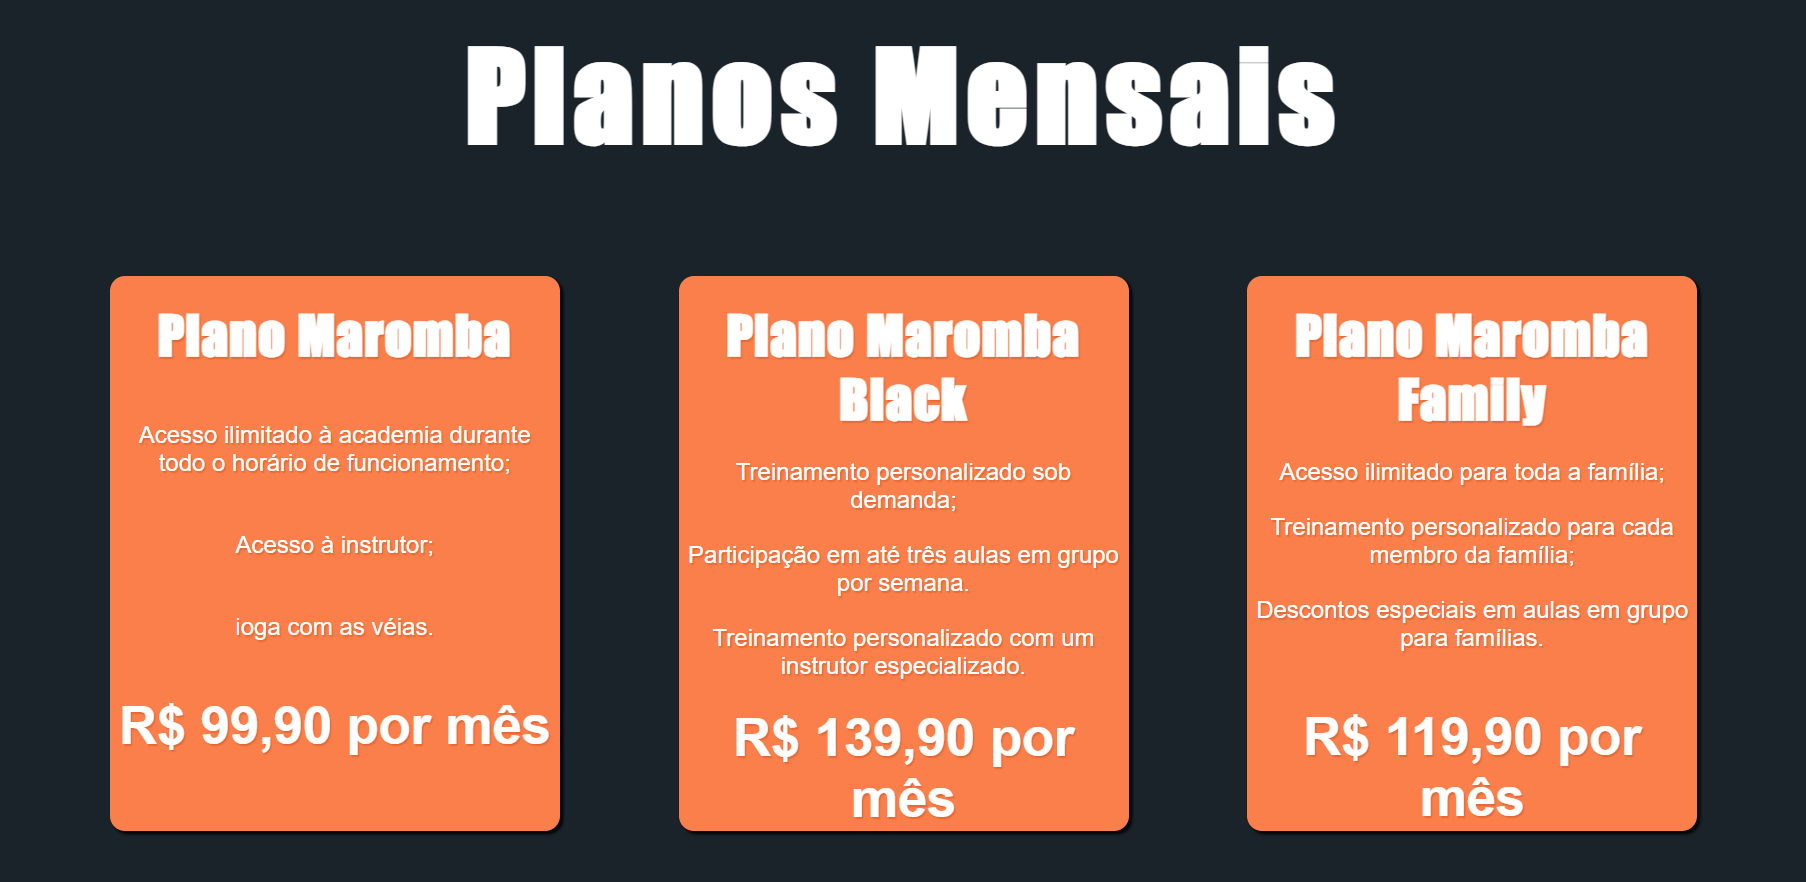 Planos Mensais
Plano Maromba
Acesso ilimitado à academia durante
todo o horário de funcionamento;
Acesso à instrutor;
ioga com as véias.
R$ 99,90 por mês
Plano Maromba
Black
Treinamento personalizado sob
demanda;
Participação em até três aulas em grupo
por semana.
Treinamento personalizado com um
instrutor especializado.
R$ 139,90 por
mês
Plano Maromba
Family
Acesso ilimitado para toda a família;
Treinamento personalizado para cada
membro da família;
Descontos especiais em aulas em grupo
para famílias.
R$ 119,90 por
mês